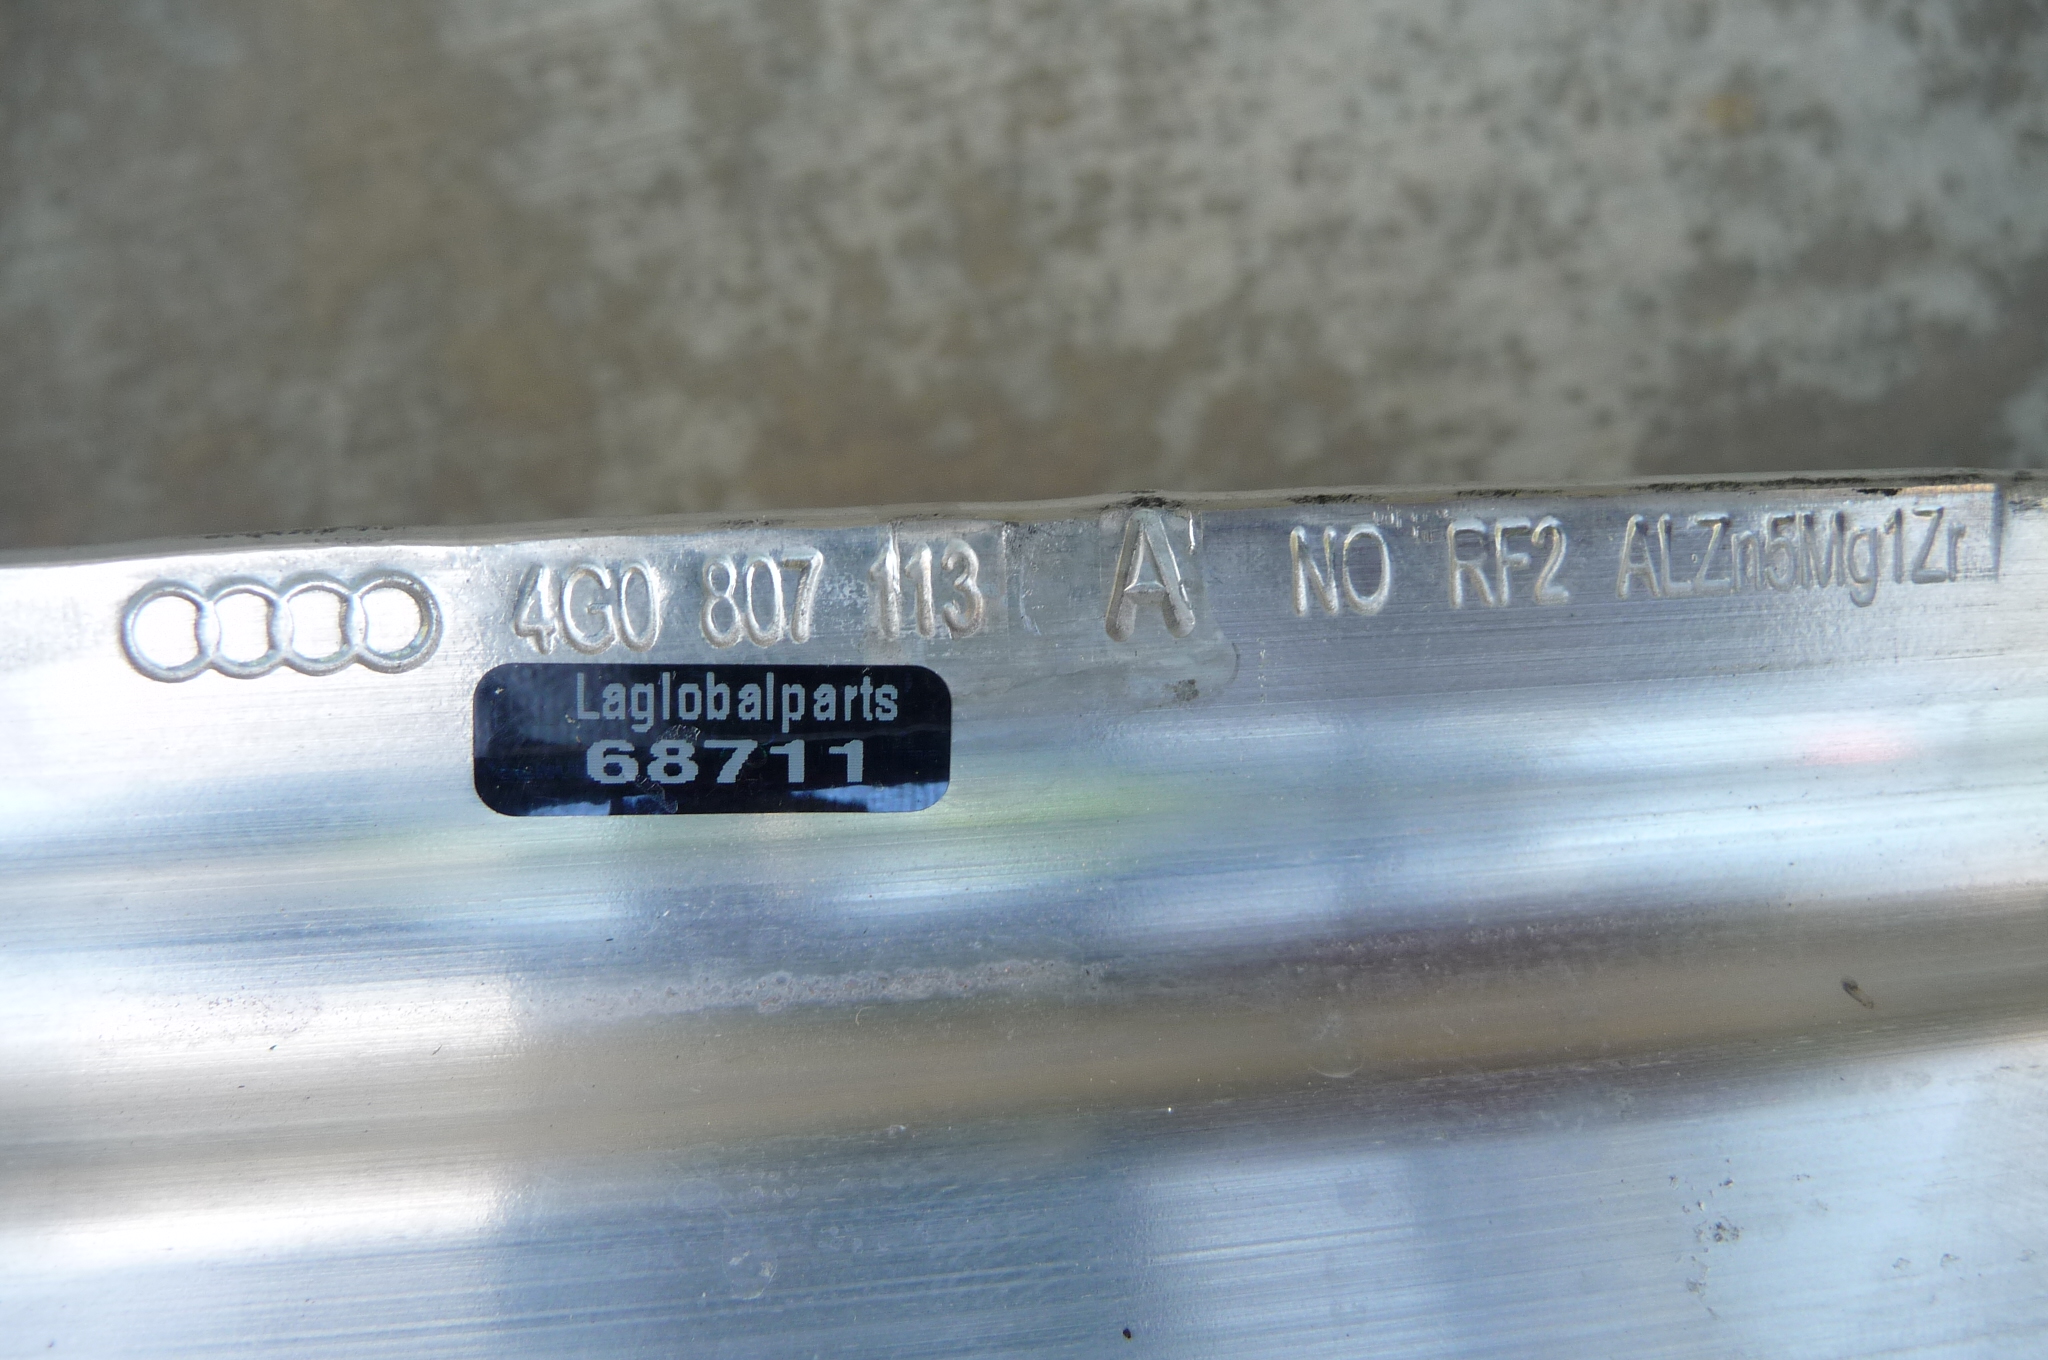 4G0 807 113 A NO RF2 ALZn5Mg1Zr
Laglobalparts
68711